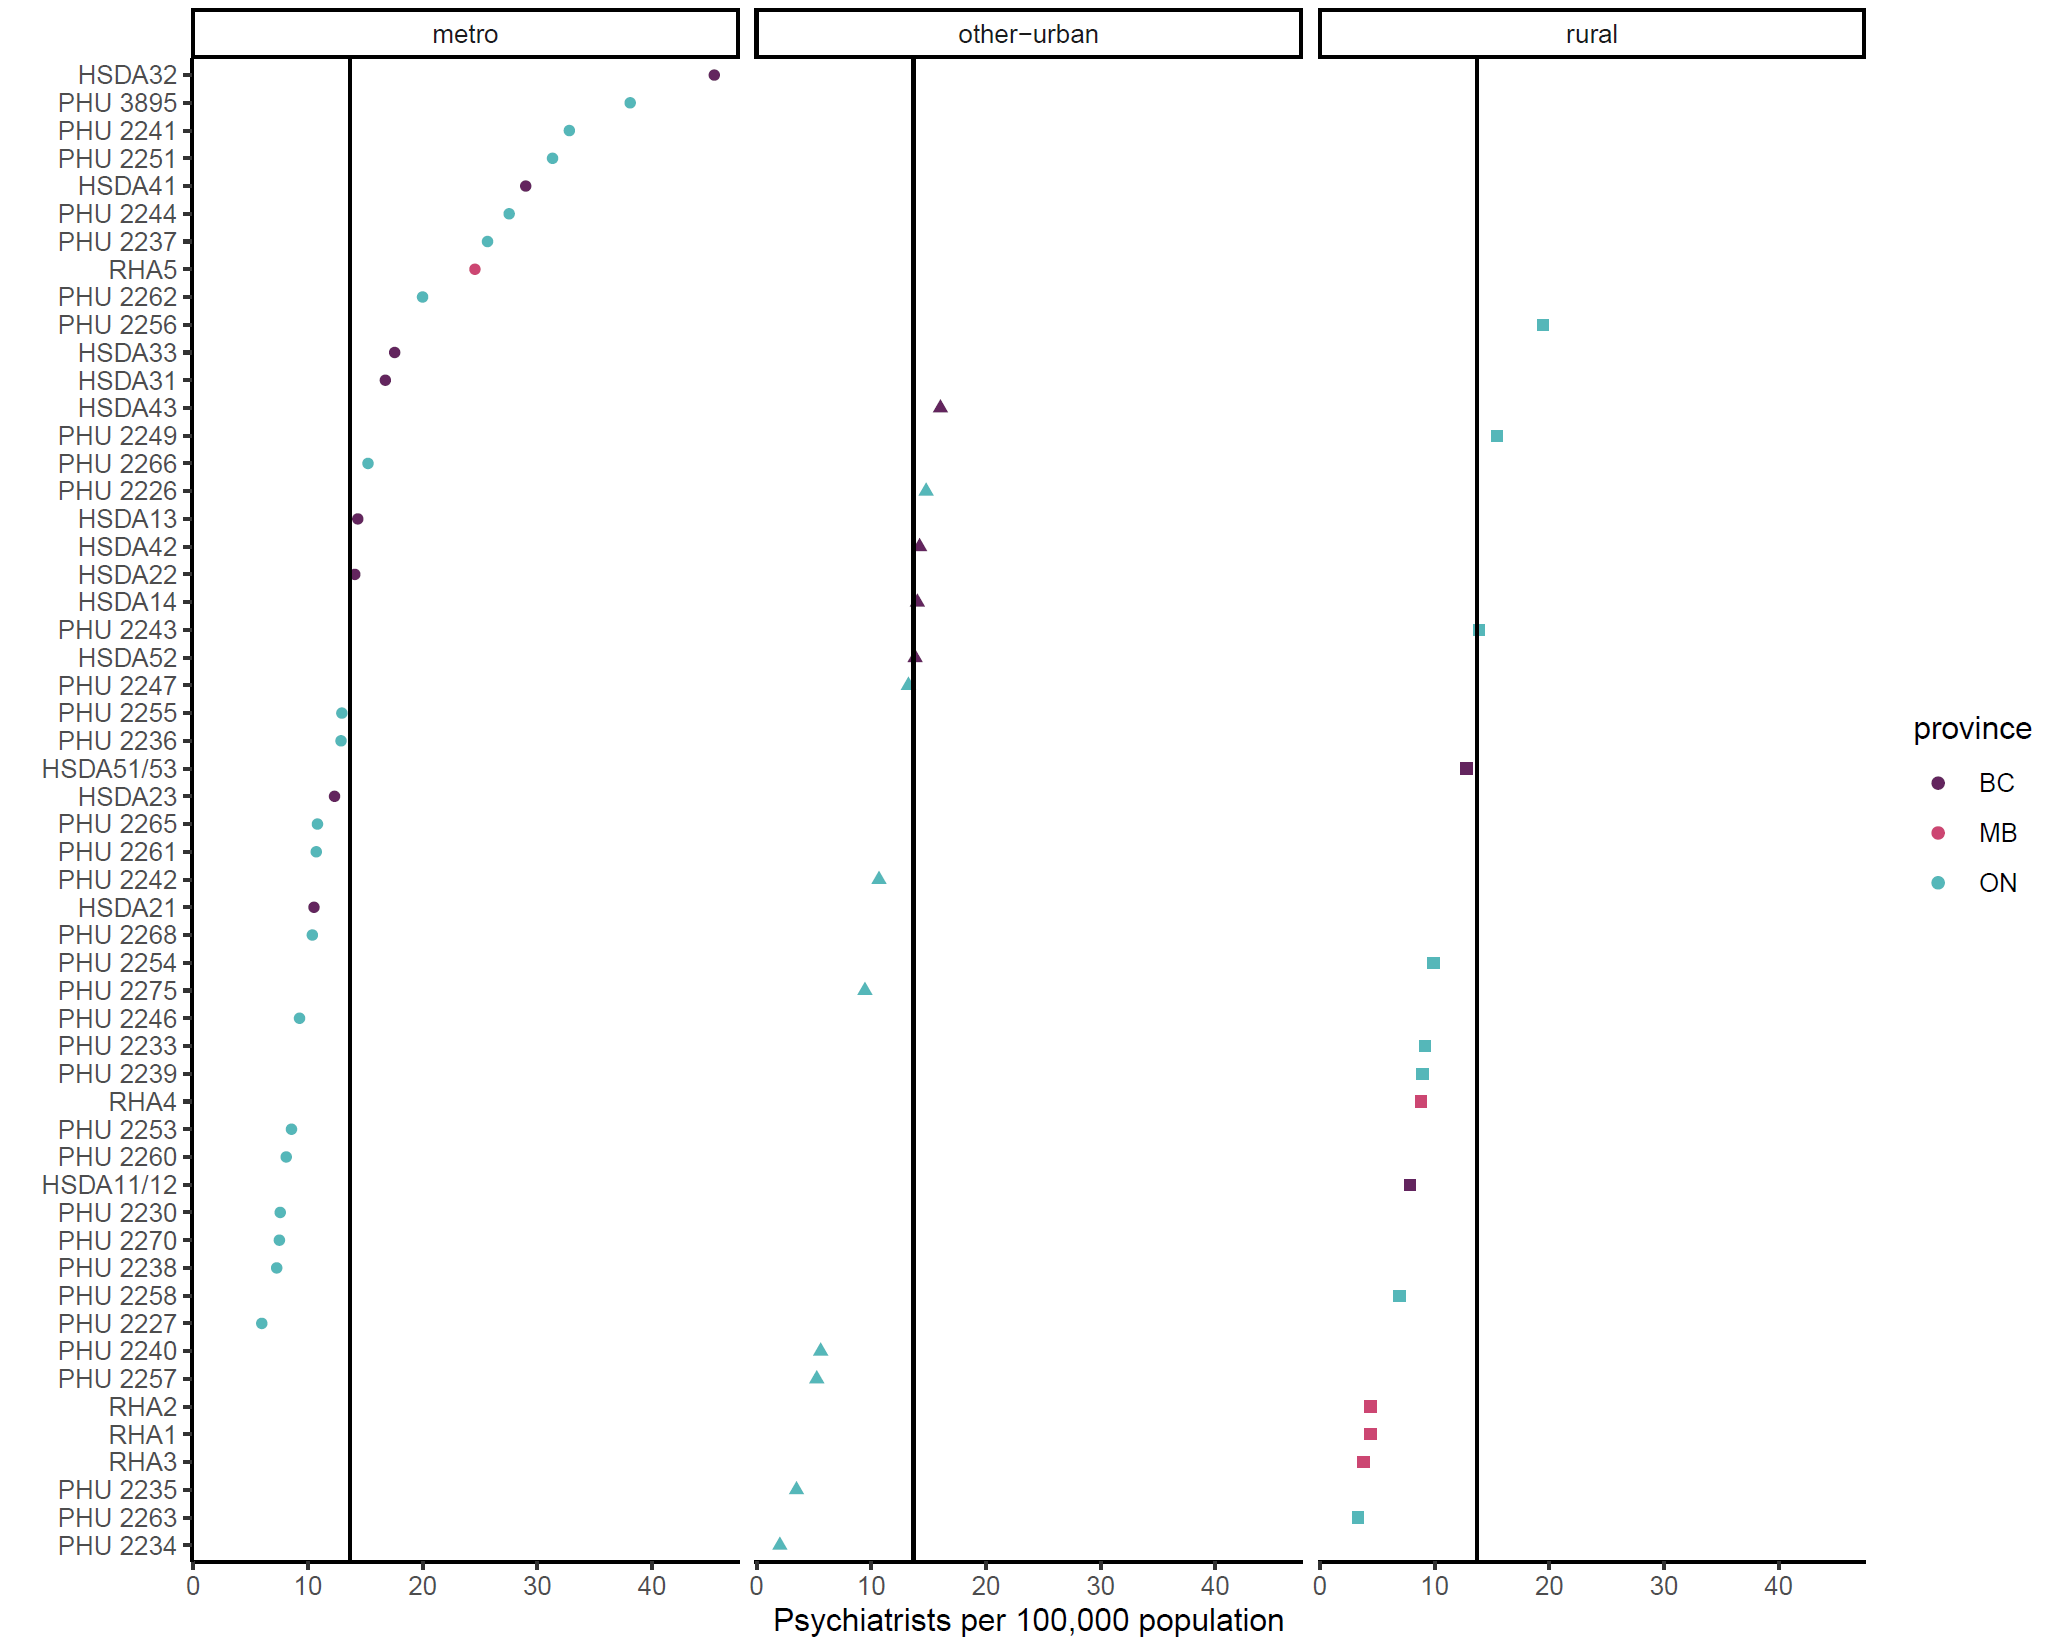 metro other−urban rural
HSDA32
PHU 3895
PHU 2241
PHU 2251
HSDA41
PHU 2244
PHU 2237
RHA5
PHU 2262
PHU 2256
HSDA33
HSDA31
HSDA43
PHU 2249
PHU 2266
PHU 2226
HSDA13
HSDA42
HSDA22
HSDA14
PHU 2243
HSDA52
PHU 2247
PHU 2255
PHU 2236
HSDA51/53
HSDA23
PHU 2265
PHU 2261
PHU 2242
HSDA21
PHU 2268
PHU 2254
PHU 2275
PHU 2246
PHU 2233
PHU 2239
RHA4
PHU 2253
PHU 2260
HSDA11/12
PHU 2230
PHU 2270
PHU 2238
PHU 2258
PHU 2227
PHU 2240
PHU 2257
RHA2
RHA1
RHA3
PHU 2235
PHU 2263
PHU 2234
0 10 20 30 40 0 10 20 30 40 0 10 20 30 40
Psychiatrists per 100,000 population
province
BC
MB
ON